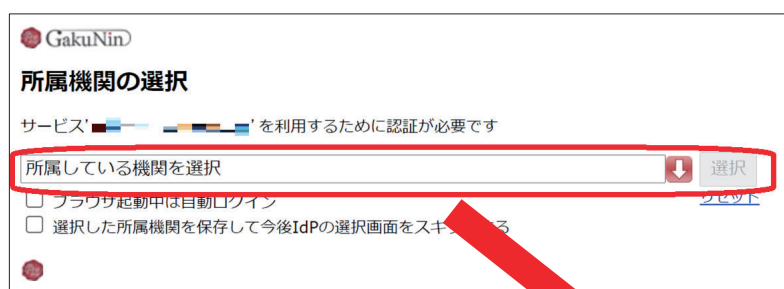 GakuNin
所属機関の選択
サービス'          'を利用するために認証が必要です
所属している機関を選択 選択
ブラウザ起動中は自動ログイン リセット
選択した所属機関を保存して今後IdPの選択画面をスキップする